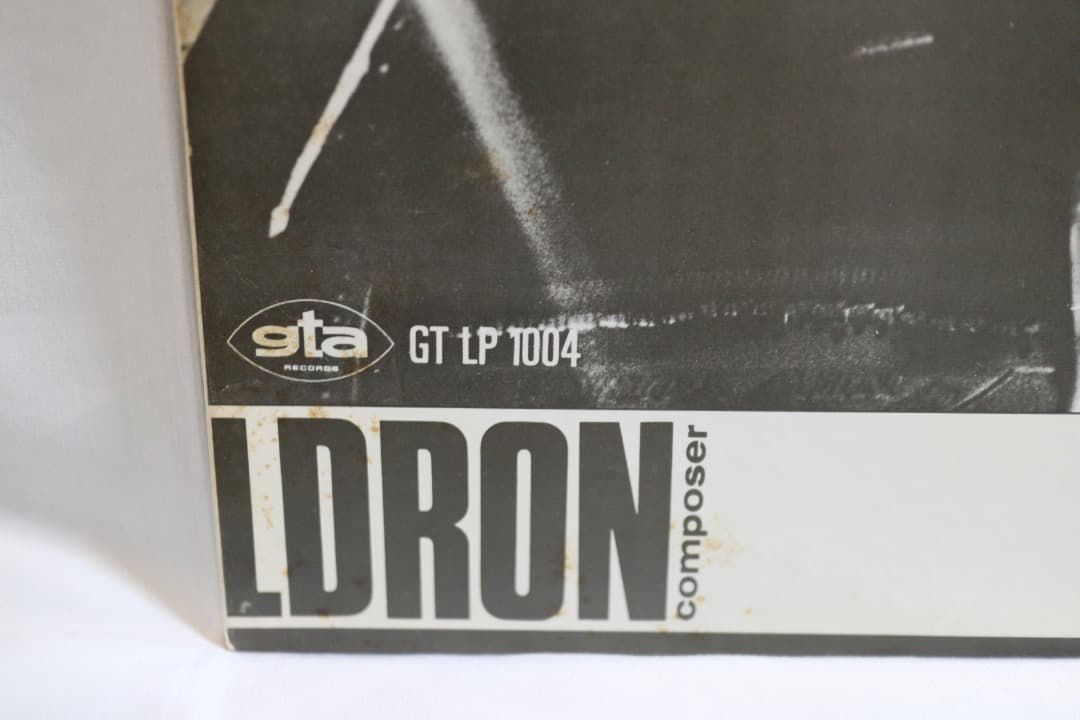 gta
RECORDS
GT LP 1004
LDRON
composer